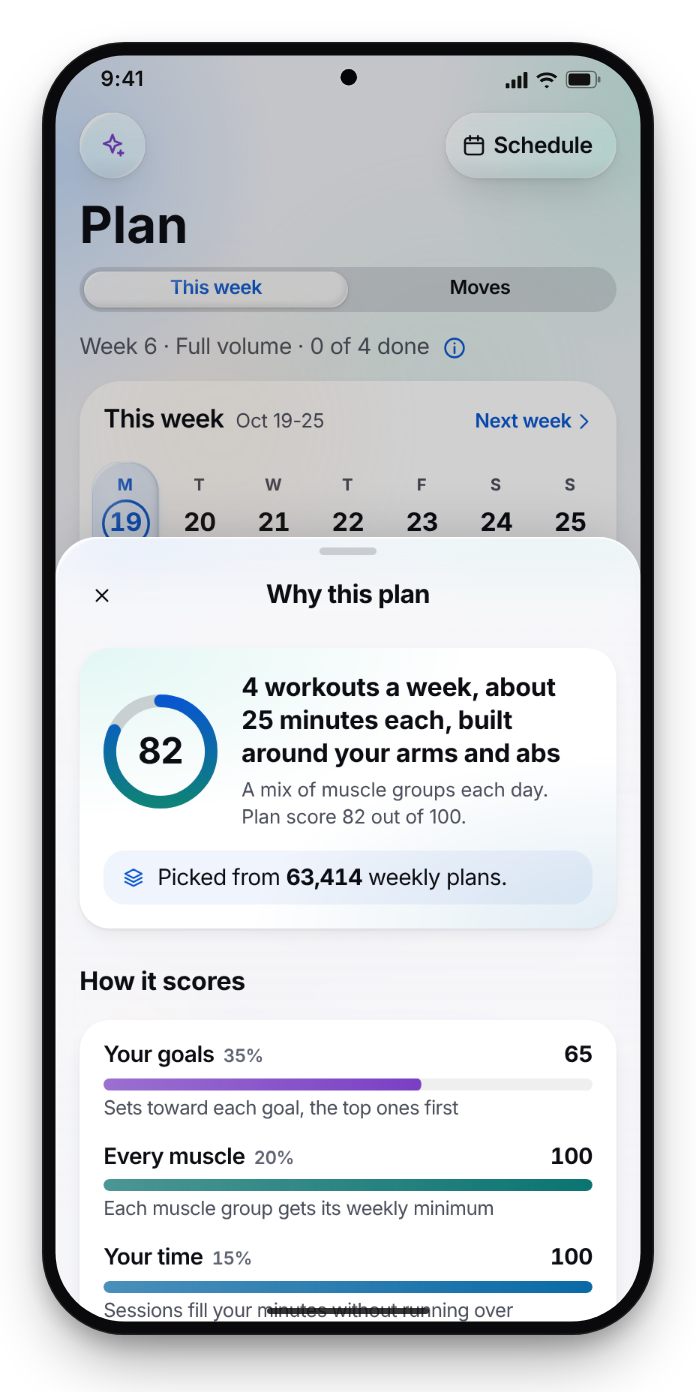 9:41
Schedule
Plan
This week
Moves
Week 6 · Full volume · 0 of 4 done
This week Oct 19-25
Next week
M T W T F S S
19 20 21 22 23 24 25
Why this plan
82
4 workouts a week, about
25 minutes each, built
around your arms and abs
A mix of muscle groups each day.
Plan score 82 out of 100.
Picked from 63,414 weekly plans.
How it scores
Your goals 35% 65
Sets toward each goal, the top ones first
Every muscle 20% 100
Each muscle group gets its weekly minimum
Your time 15% 100
Sessions fill your minutes without running over